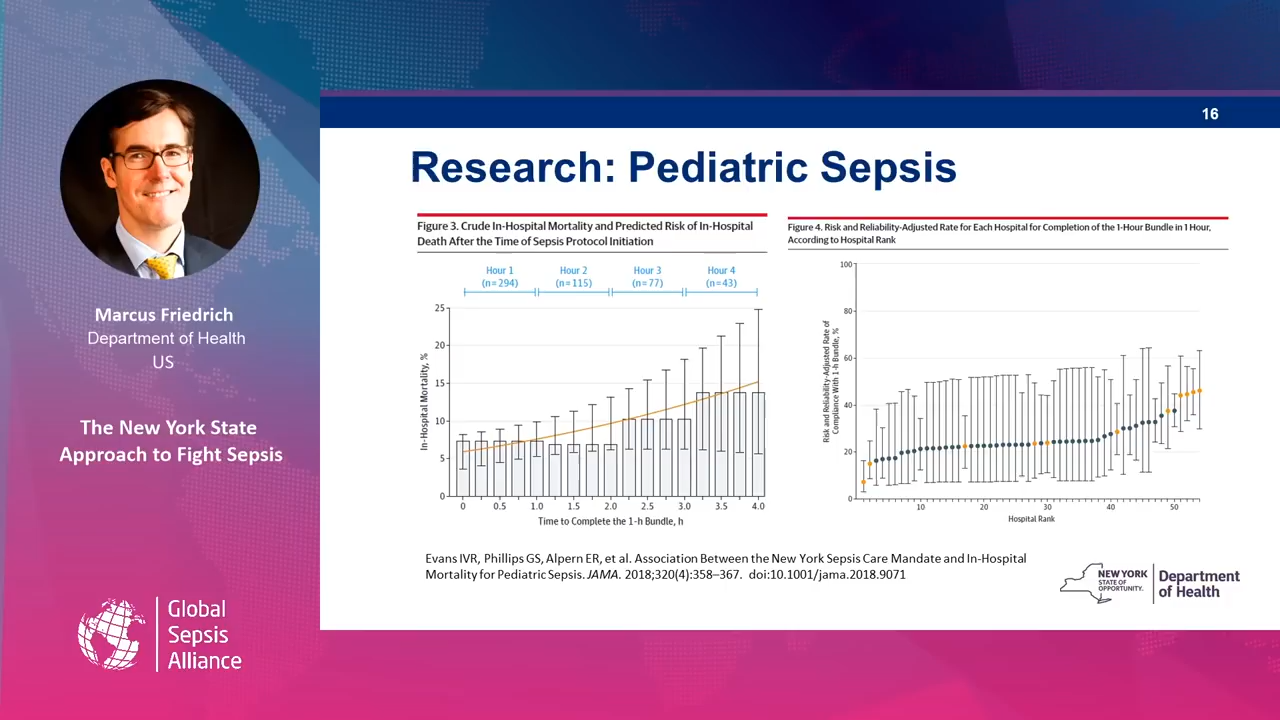 16
Research: Pediatric Sepsis
Marcus Friedrich
Department of Health
US
The New York State
Approach to Fight Sepsis
Global
Sepsis
Alliance
Figure 3. Crude In-Hospital Mortality and Predicted Risk of In-Hospital
Death After the Time of Sepsis Protocol Initiation
Hour 1 Hour 2 Hour 3 Hour 4
(n=294) (n=115) (n=77) (n=43)
In-Hospital Mortality, %
25
20
15
10
5
0
0 0.5 1.0 1.5 2.0 2.5 3.0 3.5 4.0
Time to Complete the 1-h Bundle, h
Figure 4. Risk and Reliability-Adjusted Rate for Each Hospital for Completion of the 1-Hour Bundle in 1 Hour,
According to Hospital Rank
Risk and Reliability-Adjusted Rate of
Compliance With 1-h Bundle, %
100
80
60
40
20
0
10 20 30 40 50
Hospital Rank
Evans IVR, Phillips GS, Alpern ER, et al. Association Between the New York Sepsis Care Mandate and In-Hospital
Mortality for Pediatric Sepsis. JAMA. 2018;320(4):358–367. doi:10.1001/jama.2018.9071
NEW YORK
STATE OF
OPPORTUNITY.
Department
of Health